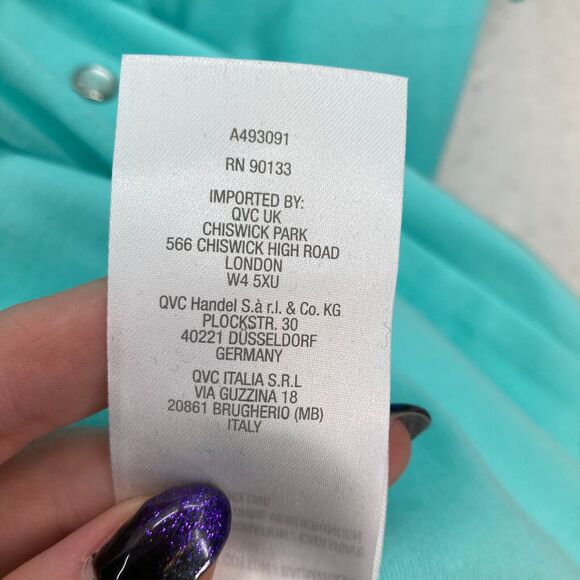 A493091
RN 90133
IMPORTED BY:
QVC UK
CHISWICK PARK
566 CHISWICK HIGH ROAD
LONDON
W4 5XU
QVC Handel S.à r.l. & Co. KG
PLOCKSTR. 30
40221 DÜSSELDORF
GERMANY
QVC ITALIA S.R.L
VIA GUZZINA 18
20861 BRUGHERIO (MB)
ITALY